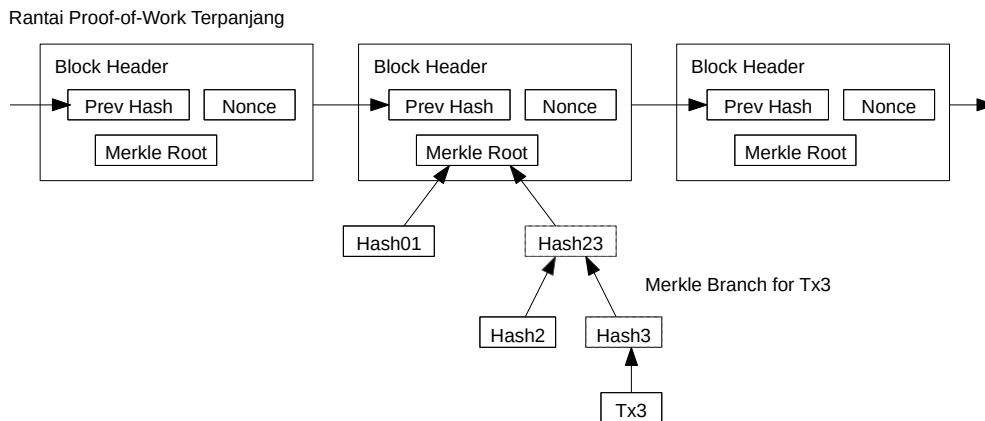 Rantai Proof-of-Work Terpanjang
Block Header
Prev Hash
Nonce
Merkle Root
Block Header
Prev Hash
Nonce
Merkle Root
Block Header
Prev Hash
Nonce
Merkle Root
Hash01
Hash23
Merkle Branch for Tx3
Hash2
Hash3
Tx3